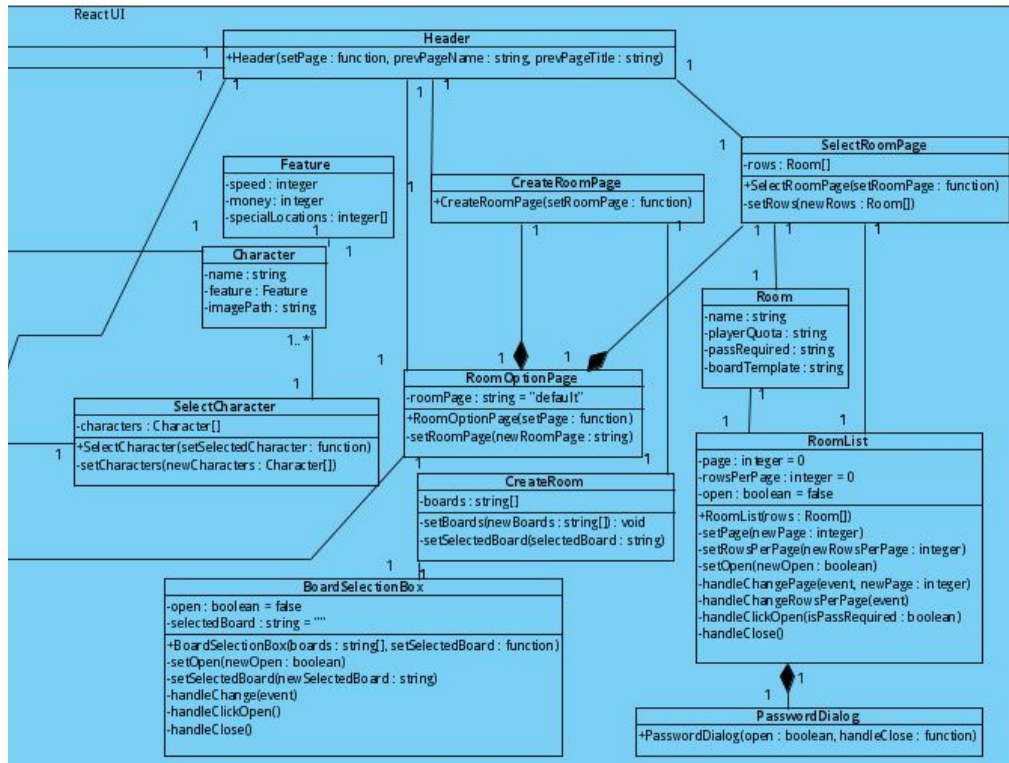 ReactUI
Header
+Header(setPage : function, prevPageName : string, prevPageTitle : string)
1
1
1
1
1
1
SelectRoomPage
-rows : Room[]
+SelectRoomPage(setRoomPage : function)
-setRows(newRows : Room[])
Feature
-speed : integer
-money : integer
-specialLocations : integer[]
1
1
CreateRoomPage
+CreateRoomPage(setRoomPage : function)
1
1
1
1
1
1
1
1
1
1
Character
-name : string
-feature : Feature
-imagePath : string
1..*
1
Room
-name : string
-playerQuota : string
-passRequired : string
-boardTemplate : string
1
1
1
1
1
RoomOptionPage
-roomPage : string = "default"
+RoomOptionPage(setPage : function)
-setRoomPage(newRoomPage : string)
1
1
SelectCharacter
-characters : Character[]
+SelectCharacter(setSelectedCharacter : function)
-setCharacters(newCharacters : Character[])
1
1
1
1
RoomList
-page : integer = 0
-rowsPerPage : integer = 0
-open : boolean = false
+RoomList(rows : Room[])
-setPage(newPage : integer)
-setRowsPerPage(newRowsPerPage : integer)
-setOpen(newOpen : boolean)
-handleChangePage(event, newPage : integer)
-handleChangeRowsPerPage(event)
-handleClickOpen(isPassRequired : boolean)
-handleClose()
CreateRoom
-boards : string[]
-setBoards(newBoards : string[]) : void
-setSelectedBoard(selectedBoard : string)
1
1
BoardSelectionBox
-open : boolean = false
-selectedBoard : string = ""
+BoardSelectionBox(boards : string[], setSelectedBoard : function)
-setOpen(newOpen : boolean)
-setSelectedBoard(newSelectedBoard : string)
-handleChange(event)
-handleClickOpen()
-handleClose()
1
1
PasswordDialog
+PasswordDialog(open : boolean, handleClose : function)